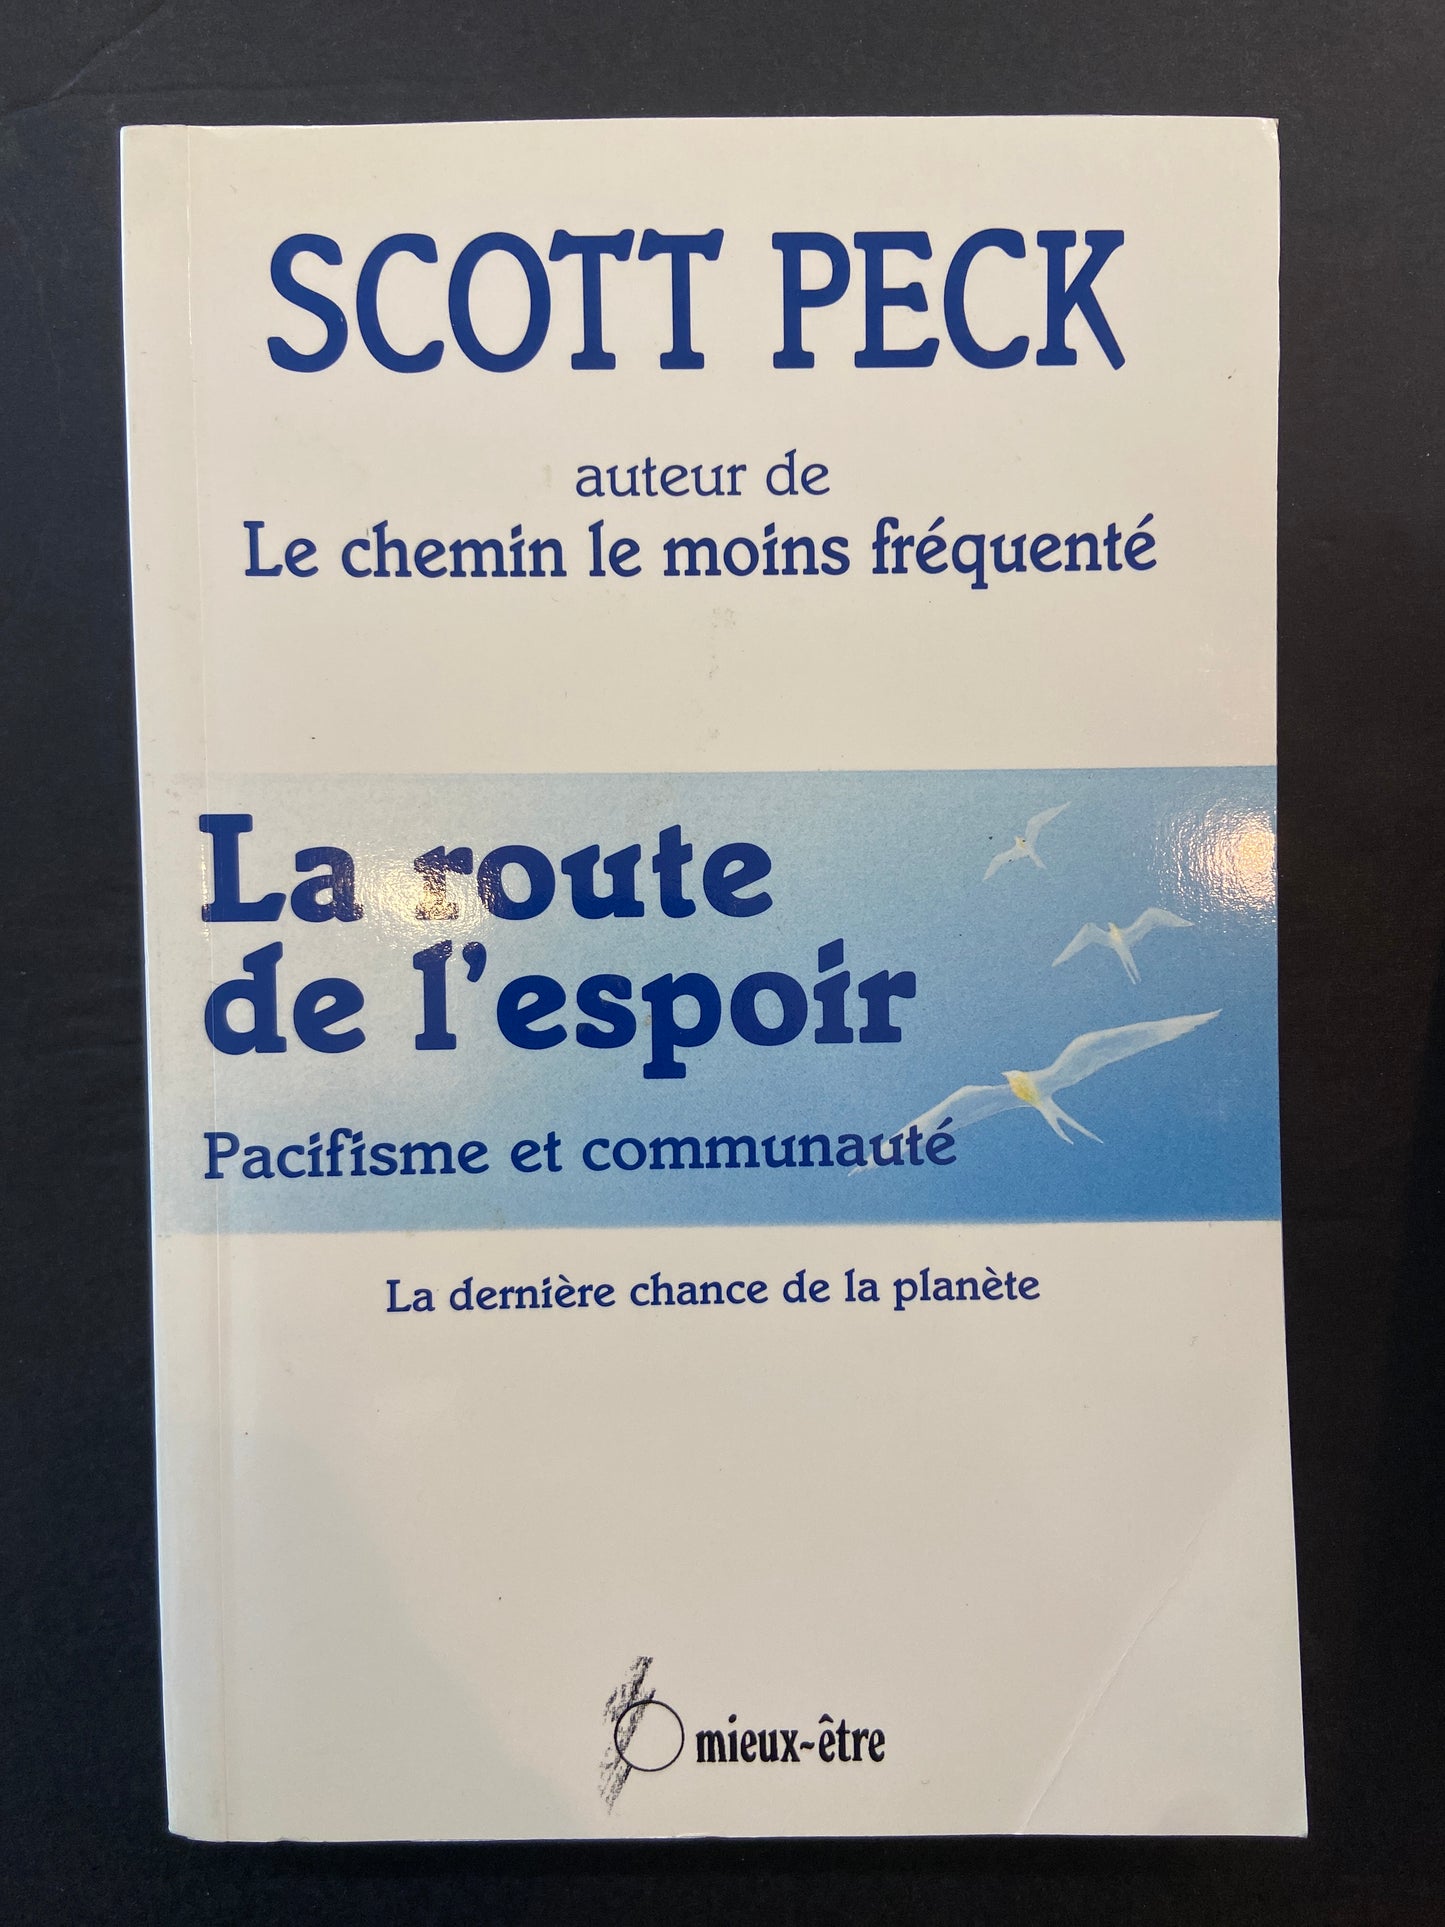 SCOTT PECK
auteur de
Le chemin le moins fréquenté
La route
de l'espoir
Pacifisme et communauté
La dernière chance de la planète
mieux~être